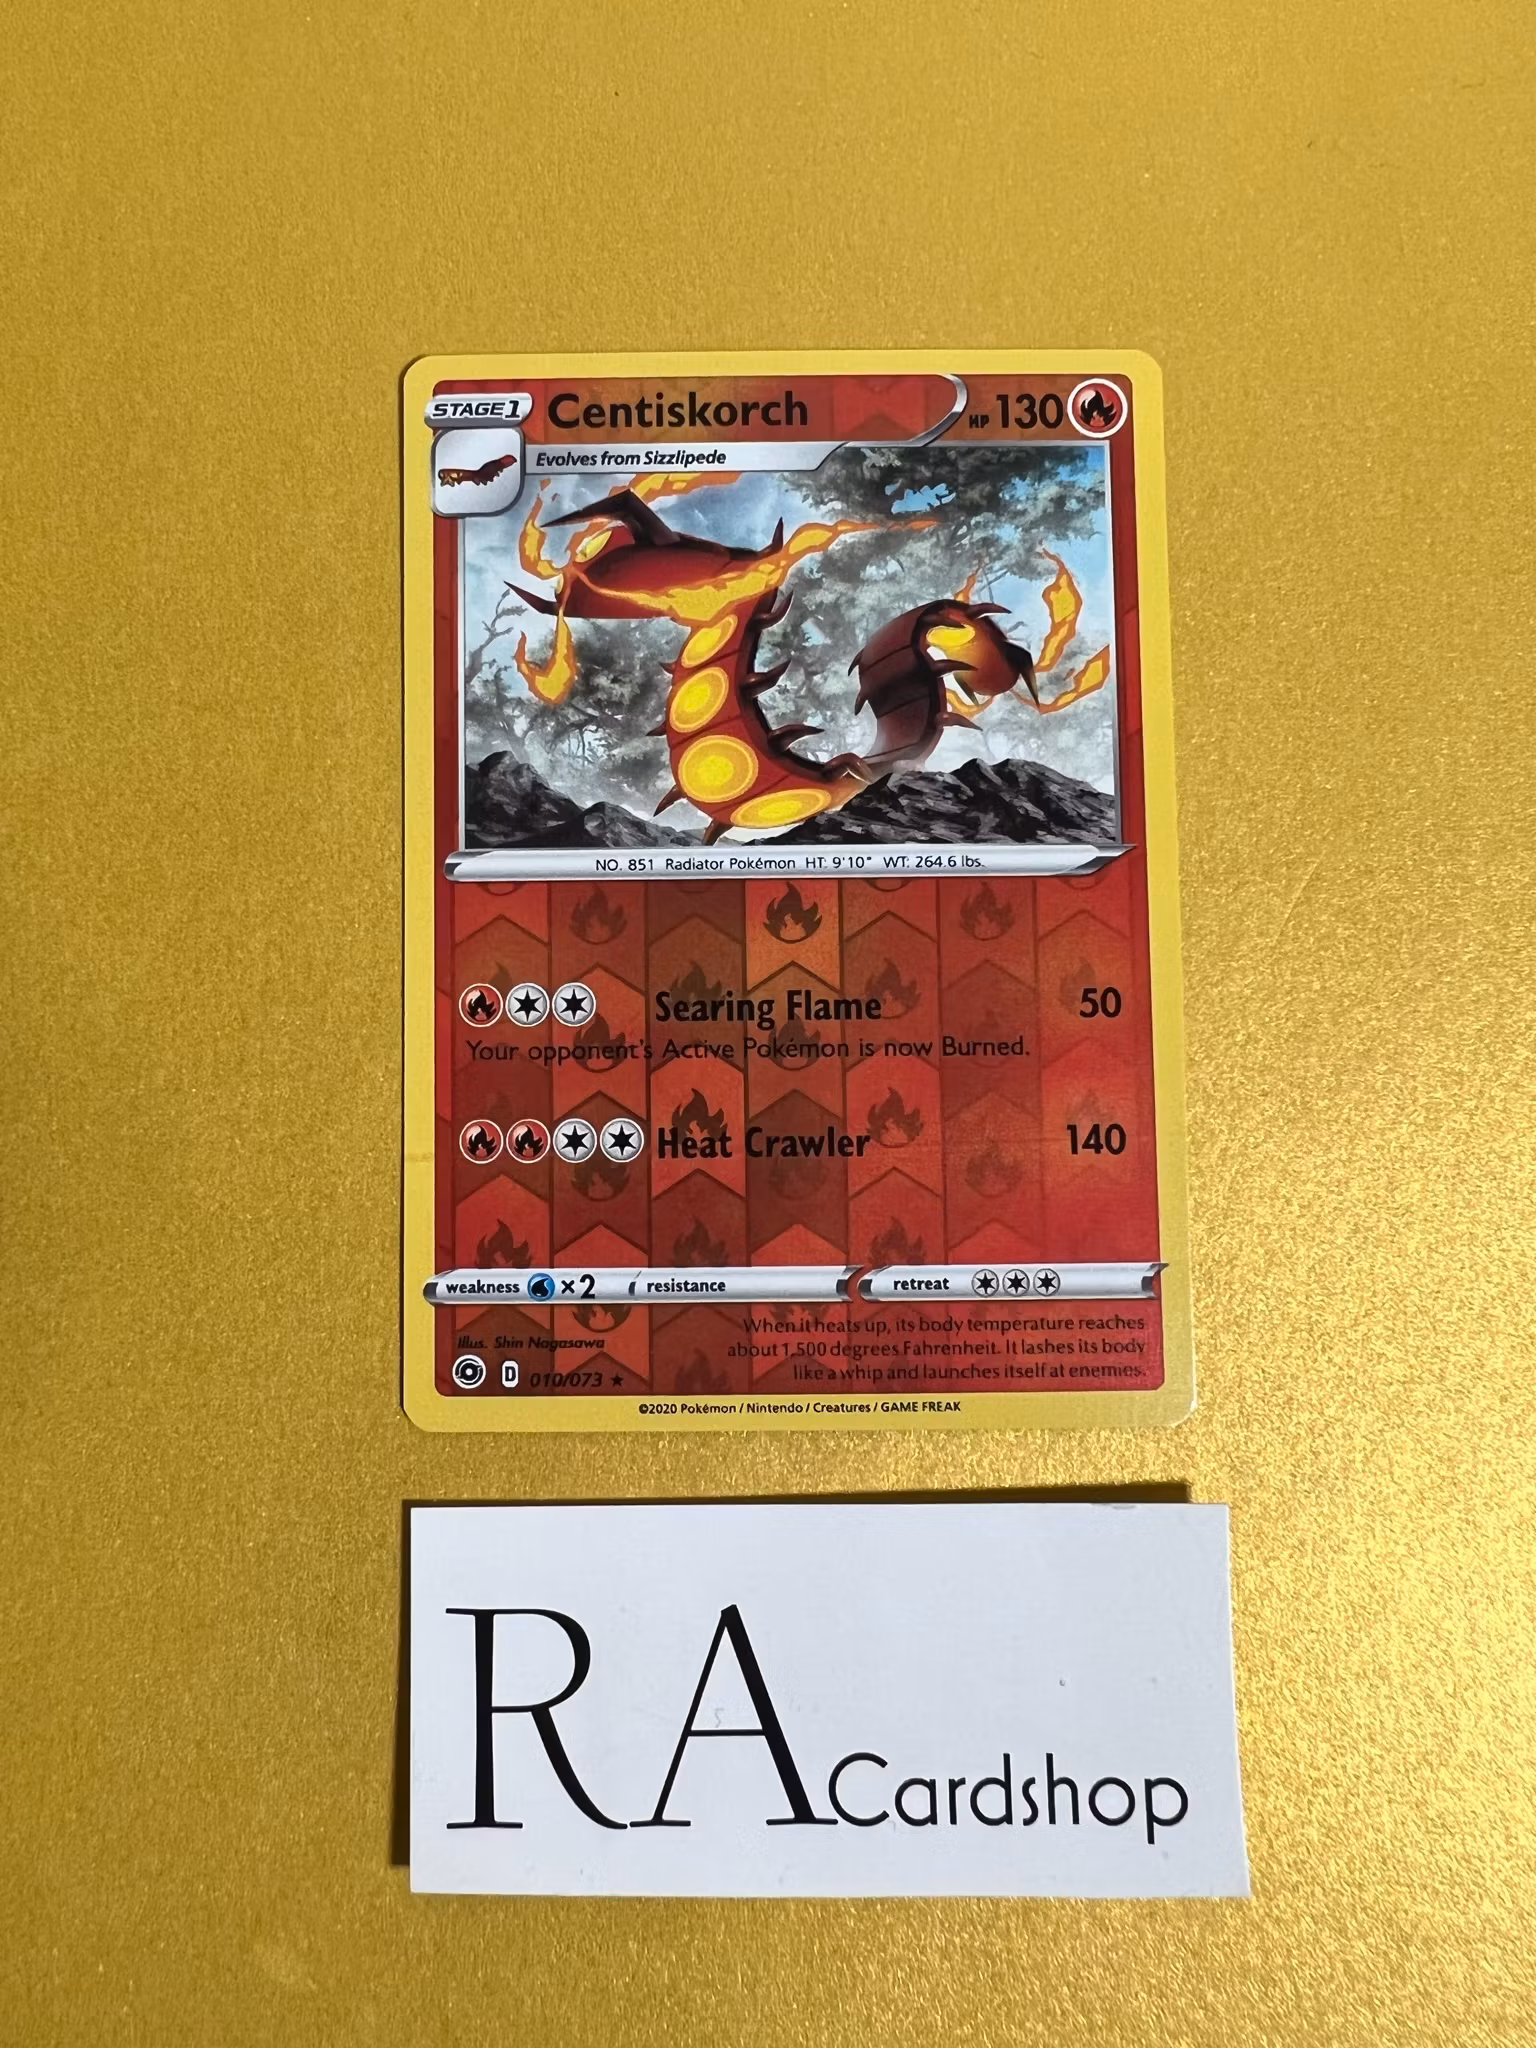 STAGE 1 Centiskorch HP 130
Evolves from Sizzlipede
NO. 851 Radiator Pokémon HT: 9'10" WT: 264.6 lbs.
Searing Flame 50
Your opponent's Active Pokémon is now Burned.
Heat Crawler 140
weakness ×2 resistance retreat
When it heats up, its body temperature reaches
about 1,500 degrees Fahrenheit. It lashes its body
like a whip and launches itself at enemies.
Illus. Shin Nagasawa
D 010/073 ★
©2020 Pokémon / Nintendo / Creatures / GAME FREAK
RA Cardshop